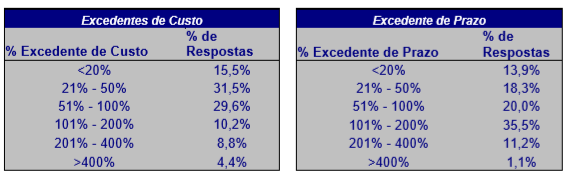 Excedentes de Custo
% Excedente de Custo % de Respostas
<20% 15,5%
21% - 50% 31,5%
51% - 100% 29,6%
101% - 200% 10,2%
201% - 400% 8,8%
>400% 4,4%
Excedente de Prazo
% Excedente de Prazo % de Respostas
<20% 13,9%
21% - 50% 18,3%
51% - 100% 20,0%
101% - 200% 35,5%
201% - 400% 11,2%
>400% 1,1%